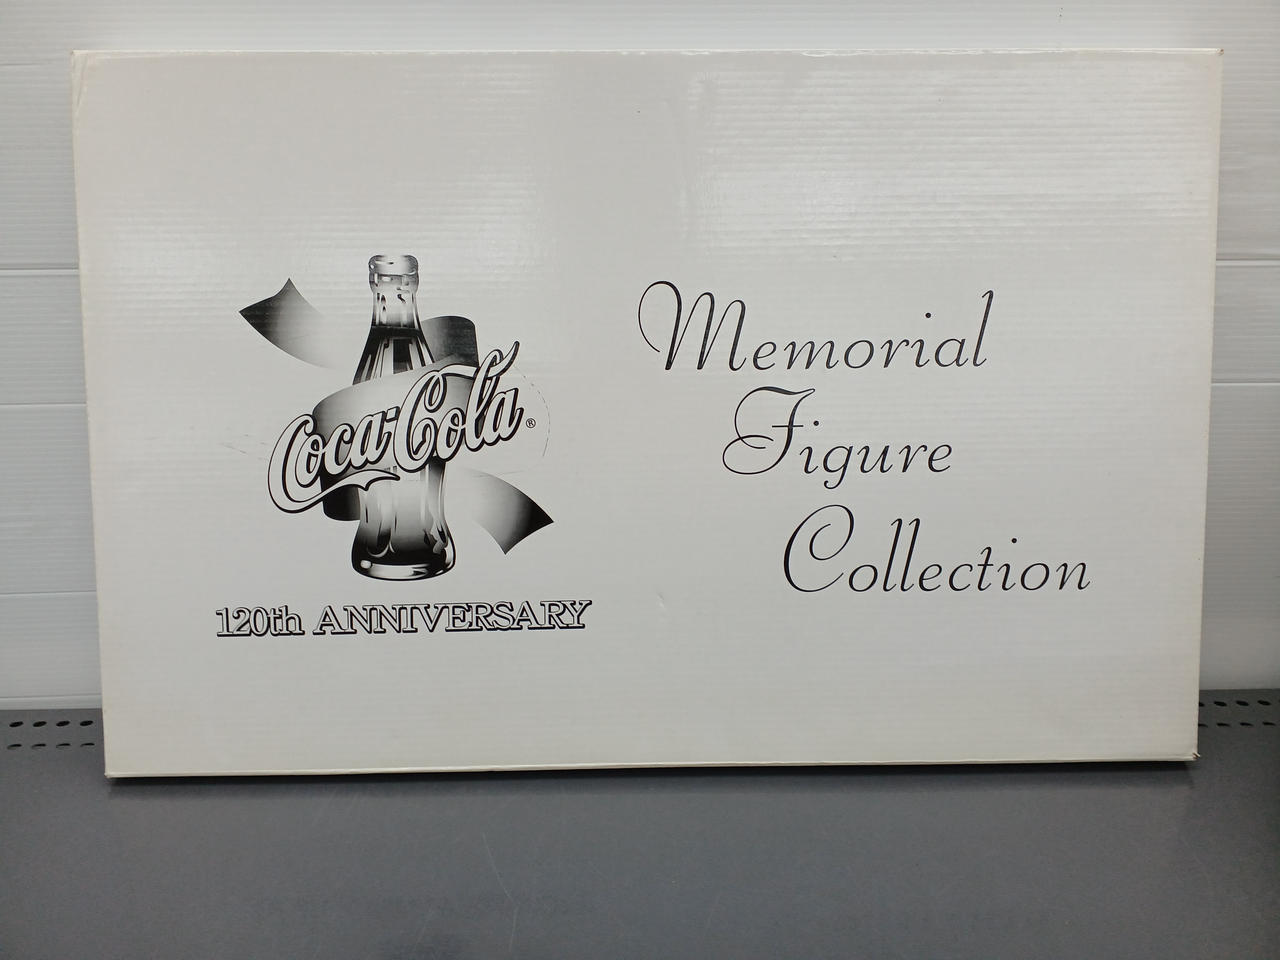 Coca-Cola®
120th ANNIVERSARY
Memorial
Figure
Collection